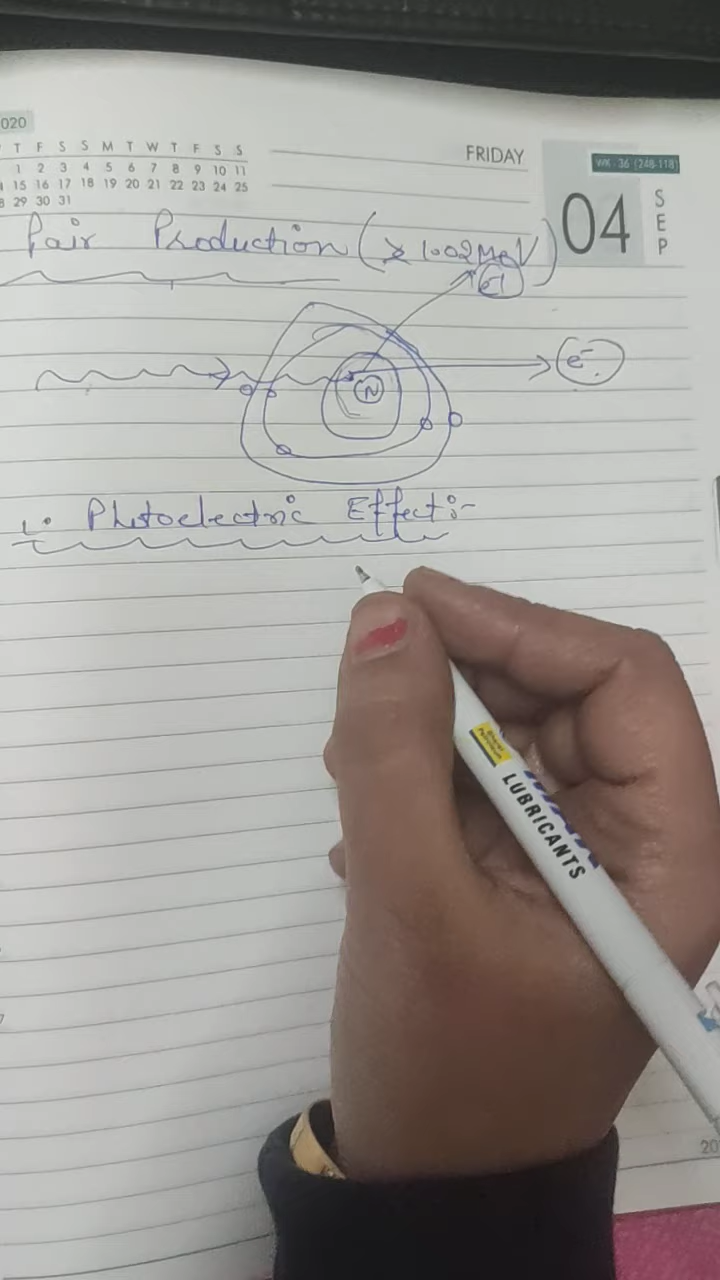 020
T F S S M T W T F S S
1 2 3 4 5 6 7 8 9 10 11
15 16 17 18 19 20 21 22 23 24 25
29 30 31
FRIDAY
WK - 36 (248-118)
04
SEP
Pair Production (> 1.02 MeV)
e+
e-
N
1. Photoelectric Effect:-
LUBRICANTS
20